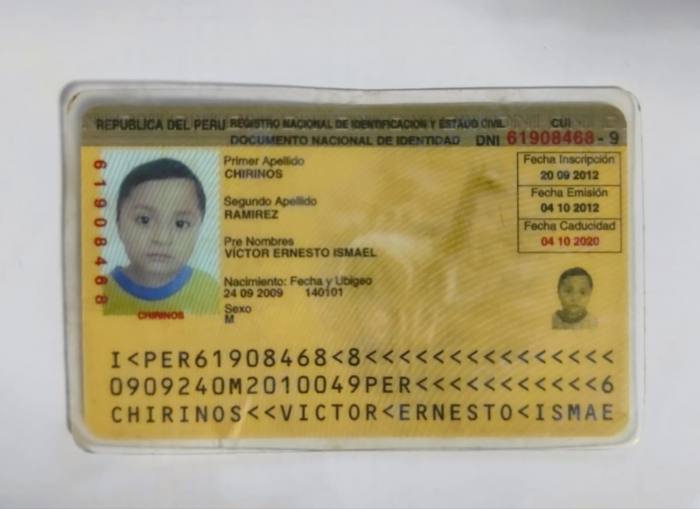 REPUBLICA DEL PERU REGISTRO NACIONAL DE IDENTIFICACION Y ESTADO CIVIL CUI
DOCUMENTO NACIONAL DE IDENTIDAD DNI 61908468 - 9
61908468
Primer Apellido
CHIRINOS
Segundo Apellido
RAMIREZ
Pre Nombres
VICTOR ERNESTO ISMAEL
Nacimiento: Fecha y Ubigeo
24 09 2009 140101
Sexo
M
CHIRINOS
Fecha Inscripción
20 09 2012
Fecha Emisión
04 10 2012
Fecha Caducidad
04 10 2020
I<PER61908468<8<<<<<<<<<<<<<<<
0909240M2010049PER<<<<<<<<<<<6
CHIRINOS<<VICTOR<ERNESTO<ISMAE